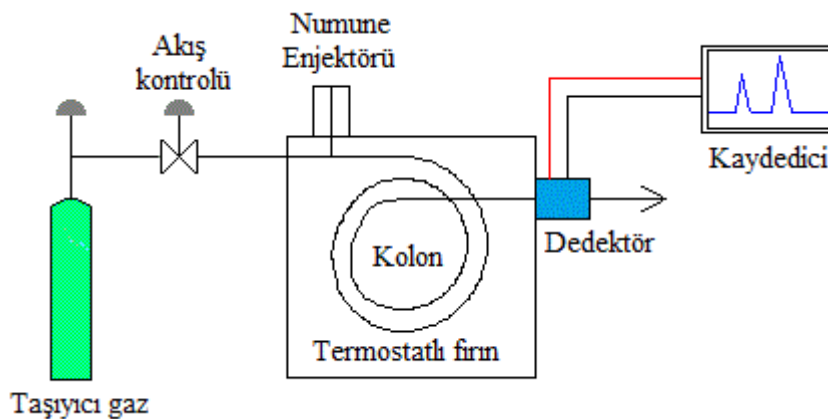 Numune
Enjektörü
Akış
kontrolü
Kaydedici
Dedektör
Kolon
Termostatlı fırın
Taşıyıcı gaz